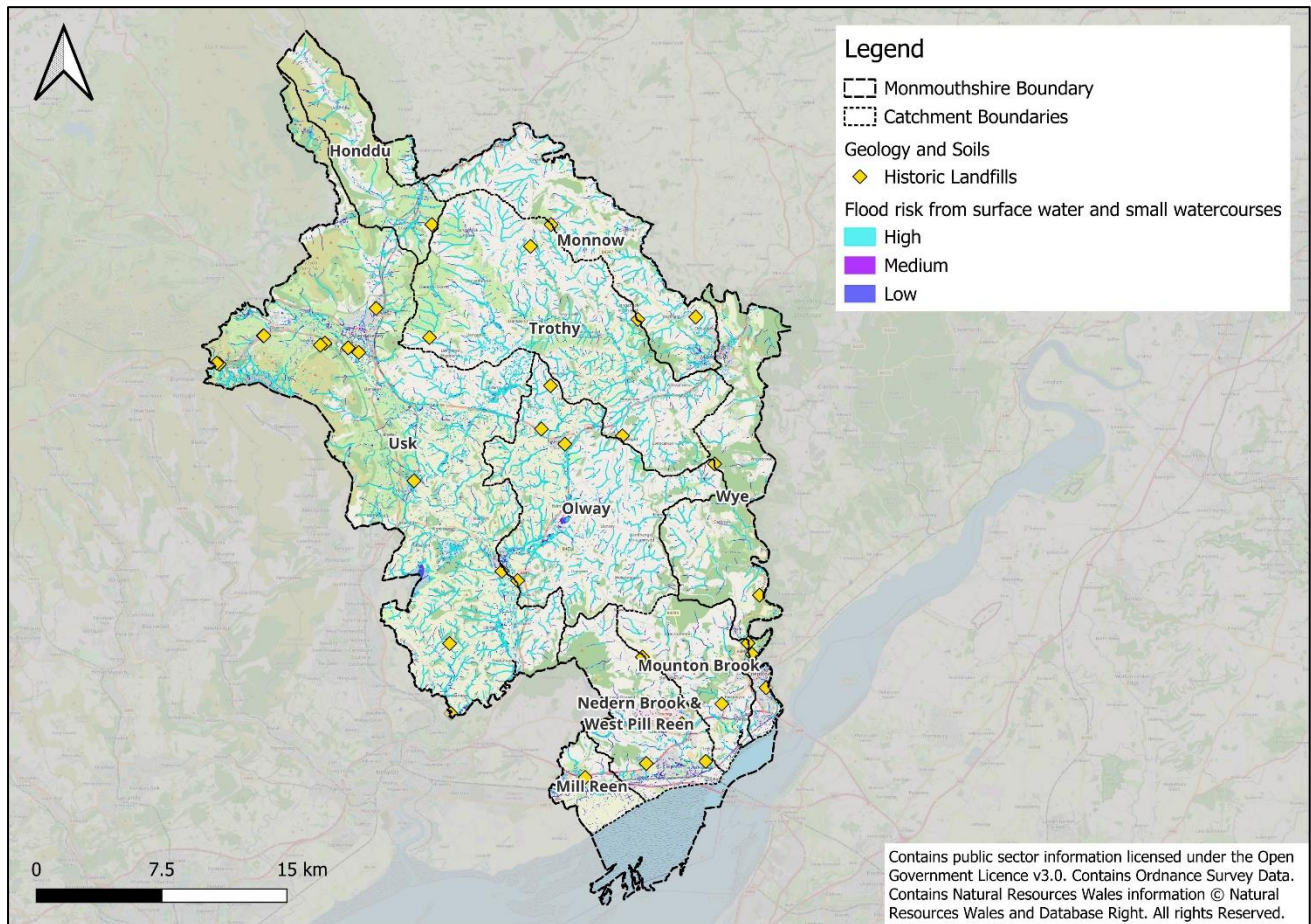 Legend
Monmouthshire Boundary
Catchment Boundaries
Geology and Soils
Historic Landfills
Flood risk from surface water and small watercourses
High
Medium
Low
Honddu
Monnow
Trothy
Usk
Wye
Olway
Mounton Brook
Nedern Brook &
West Pill Reen
Mill Reen
0 7.5 15 km
Contains public sector information licensed under the Open
Government Licence v3.0. Contains Ordnance Survey Data.
Contains Natural Resources Wales information © Natural
Resources Wales and Database Right. All rights Reserved.